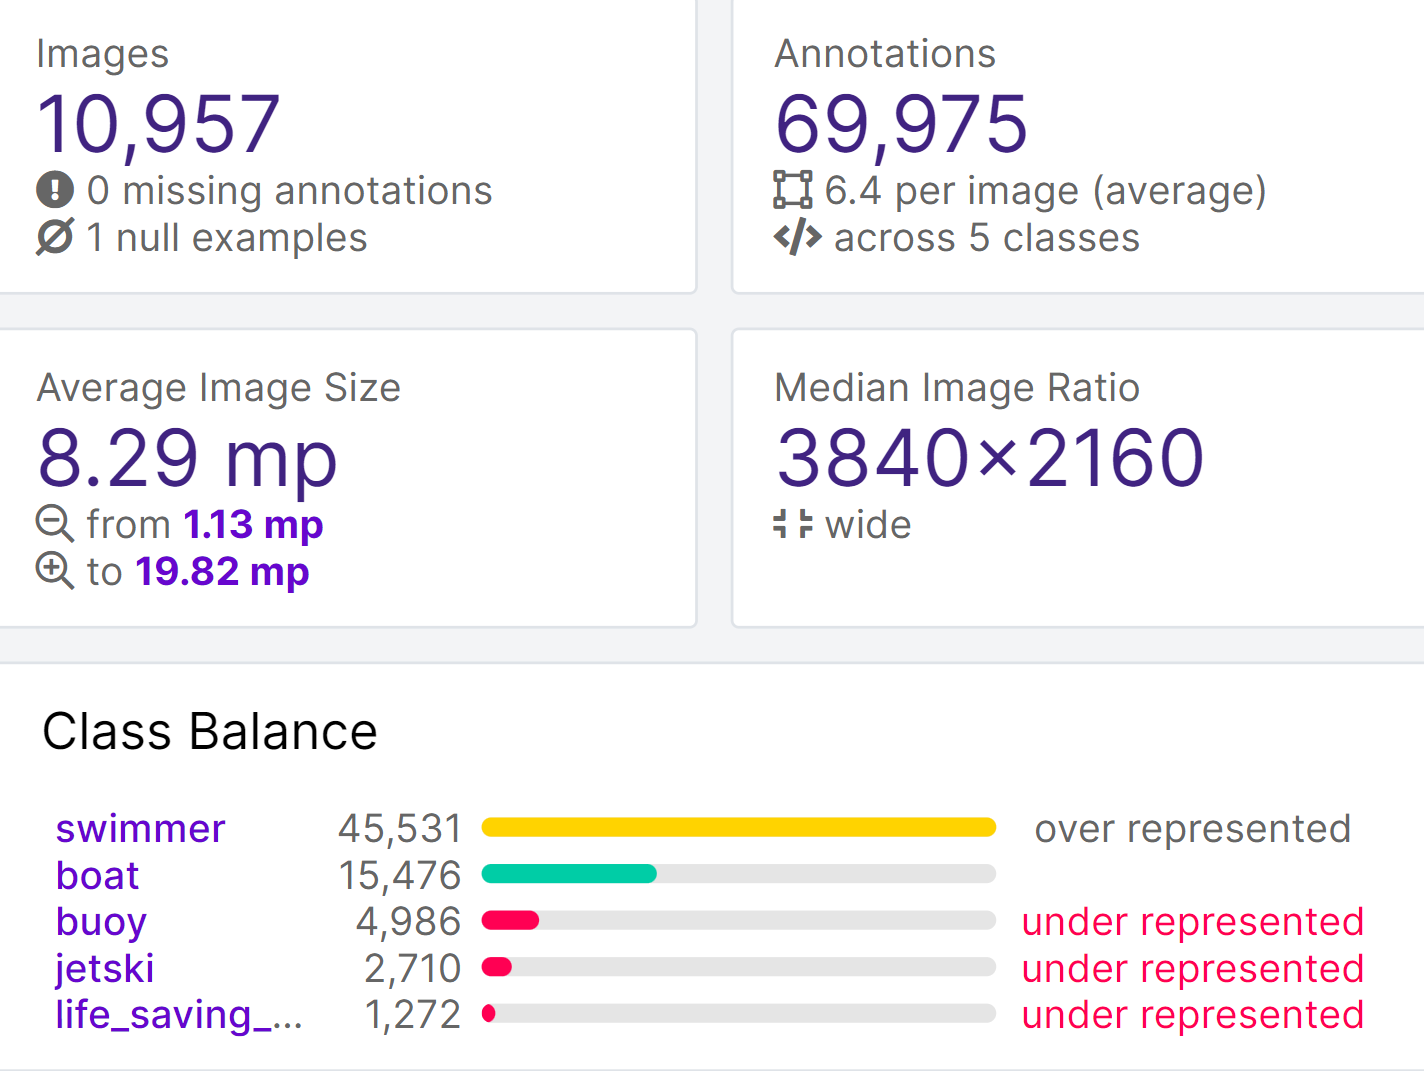 Images
10,957
0 missing annotations
1 null examples
Annotations
69,975
6.4 per image (average)
across 5 classes
Average Image Size
8.29 mp
from 1.13 mp
to 19.82 mp
Median Image Ratio
3840×2160
wide
Class Balance
swimmer 45,531 over represented
boat 15,476
buoy 4,986 under represented
jetski 2,710 under represented
life_saving_... 1,272 under represented